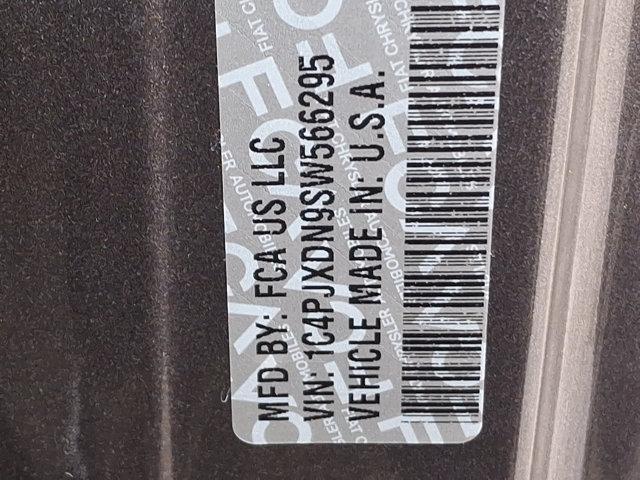 MFD BY: FCA US LLC
VIN: 1C4PJXDN9SW566295
VEHICLE MADE IN: U.S.A.